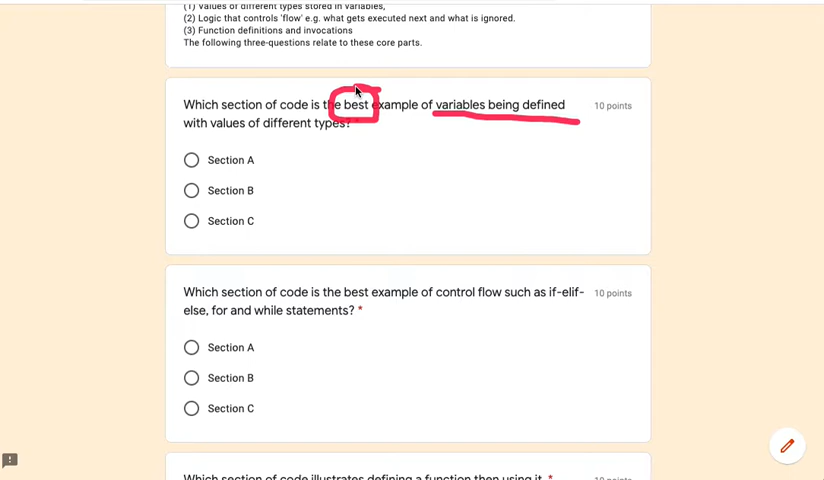 (1) Values of different types stored in variables,
(2) Logic that controls 'flow' e.g. what gets executed next and what is ignored.
(3) Function definitions and invocations
The following three-questions relate to these core parts.
Which section of code is the best example of variables being defined
10 points
with values of different types? *
Section A
Section B
Section C
Which section of code is the best example of control flow such as if-elif-
10 points
else, for and while statements? *
Section A
Section B
Section C
Which section of code illustrates defining a function then using it. *
10 points